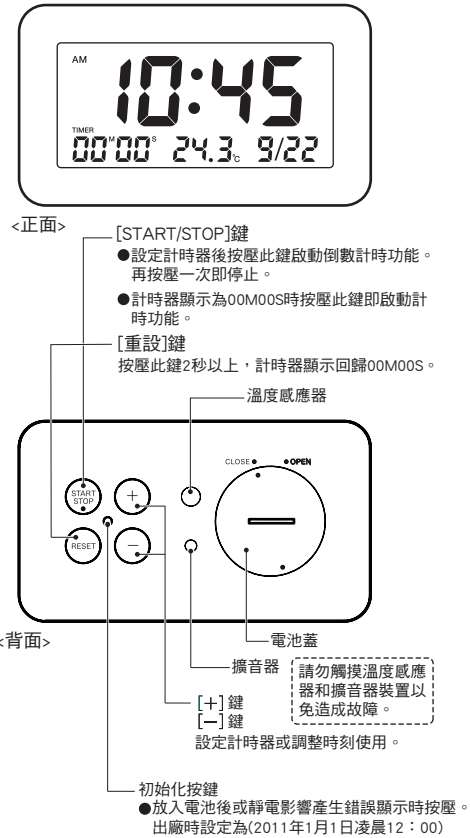 AM
10:45
TIMER
00M00S 24.3℃ 9/22
<正面>
[START/STOP]鍵
●設定計時器後按壓此鍵啟動倒數計時功能。
再按壓一次即停止。
●計時器顯示為00M00S時按壓此鍵即啟動計
時功能。
[重設]鍵
按壓此鍵2秒以上，計時器顯示回歸00M00S。
溫度感應器
CLOSE ● ●OPEN
START
STOP
+
RESET
−
<背面>
電池蓋
擴音器
請勿觸摸溫度感應
器和擴音器裝置以
免造成故障。
[+]鍵
[−]鍵
設定計時器或調整時刻使用。
初始化按鍵
●放入電池後或靜電影響產生錯誤顯示時按壓。
出廠時設定為(2011年1月1日凌晨12：00)